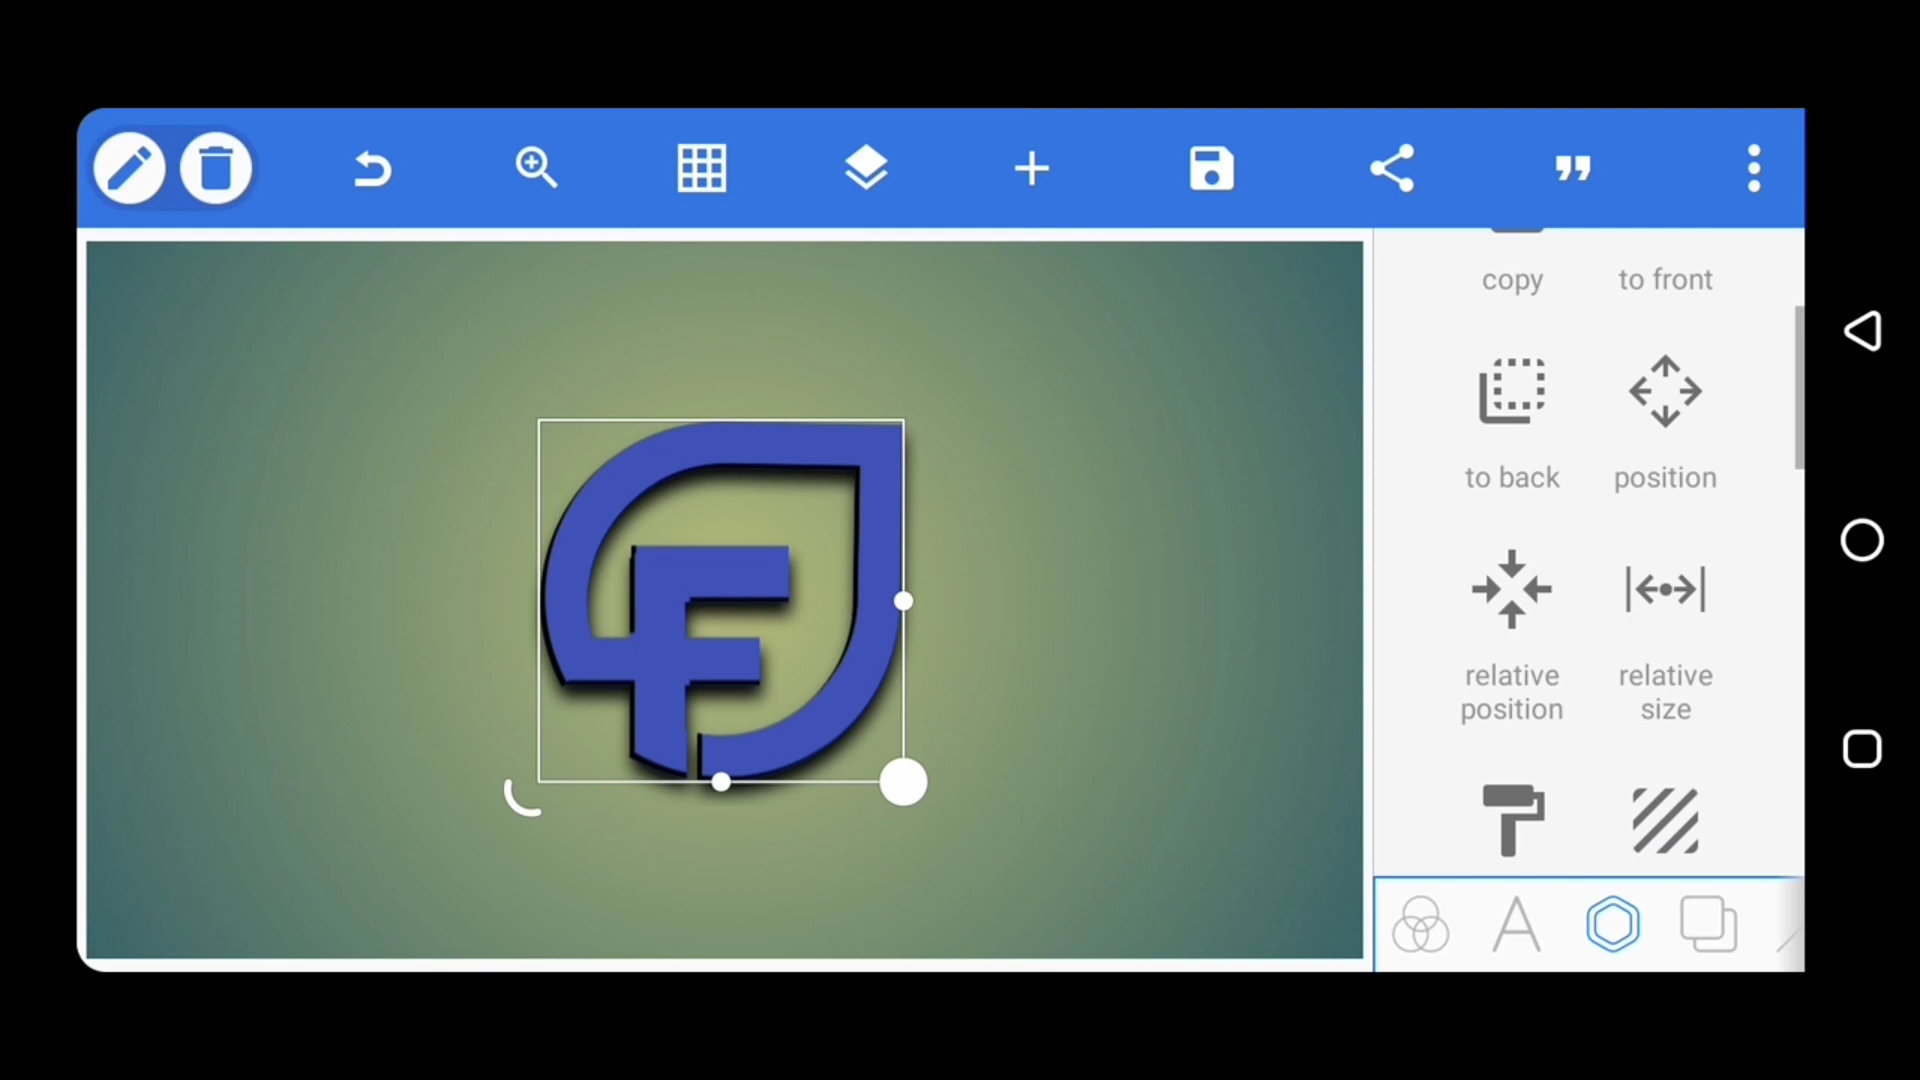 copy
to front
to back
position
relative
position
relative
size
F
A